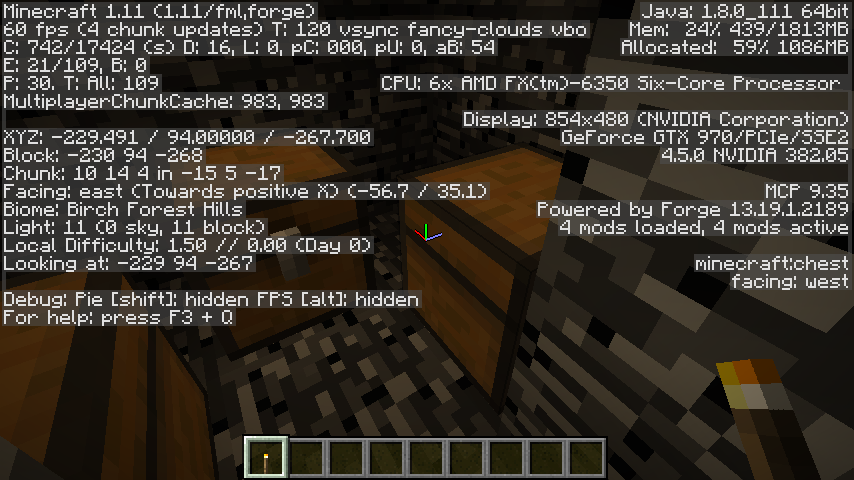 Minecraft 1.11 (1.11/fml,forge)
60 fps (4 chunk updates) T: 120 vsync fancy-clouds vbo
C: 742/17424 (s) D: 16, L: 0, pC: 000, pU: 0, aB: 54
E: 21/109, B: 0
P: 30, T: All: 109
MultiplayerChunkCache: 983, 983
XYZ: -229.491 / 94.00000 / -267.700
Block: -230 94 -268
Chunk: 10 14 4 in -15 5 -17
Facing: east (Towards positive X) (-56.7 / 35.1)
Biome: Birch Forest Hills
Light: 11 (0 sky, 11 block)
Local Difficulty: 1.50 // 0.00 (Day 0)
Looking at: -229 94 -267
Debug: Pie [shift]: hidden FPS [alt]: hidden
For help: press F3 + Q
Java: 1.8.0_111 64bit
Mem: 24% 439/1813MB
Allocated: 59% 1086MB
CPU: 6x AMD FX(tm)-6350 Six-Core Processor
Display: 854x480 (NVIDIA Corporation)
GeForce GTX 970/PCIe/SSE2
4.5.0 NVIDIA 382.05
MCP 9.35
Powered by Forge 13.19.1.2189
4 mods loaded, 4 mods active
minecraft:chest
facing: west